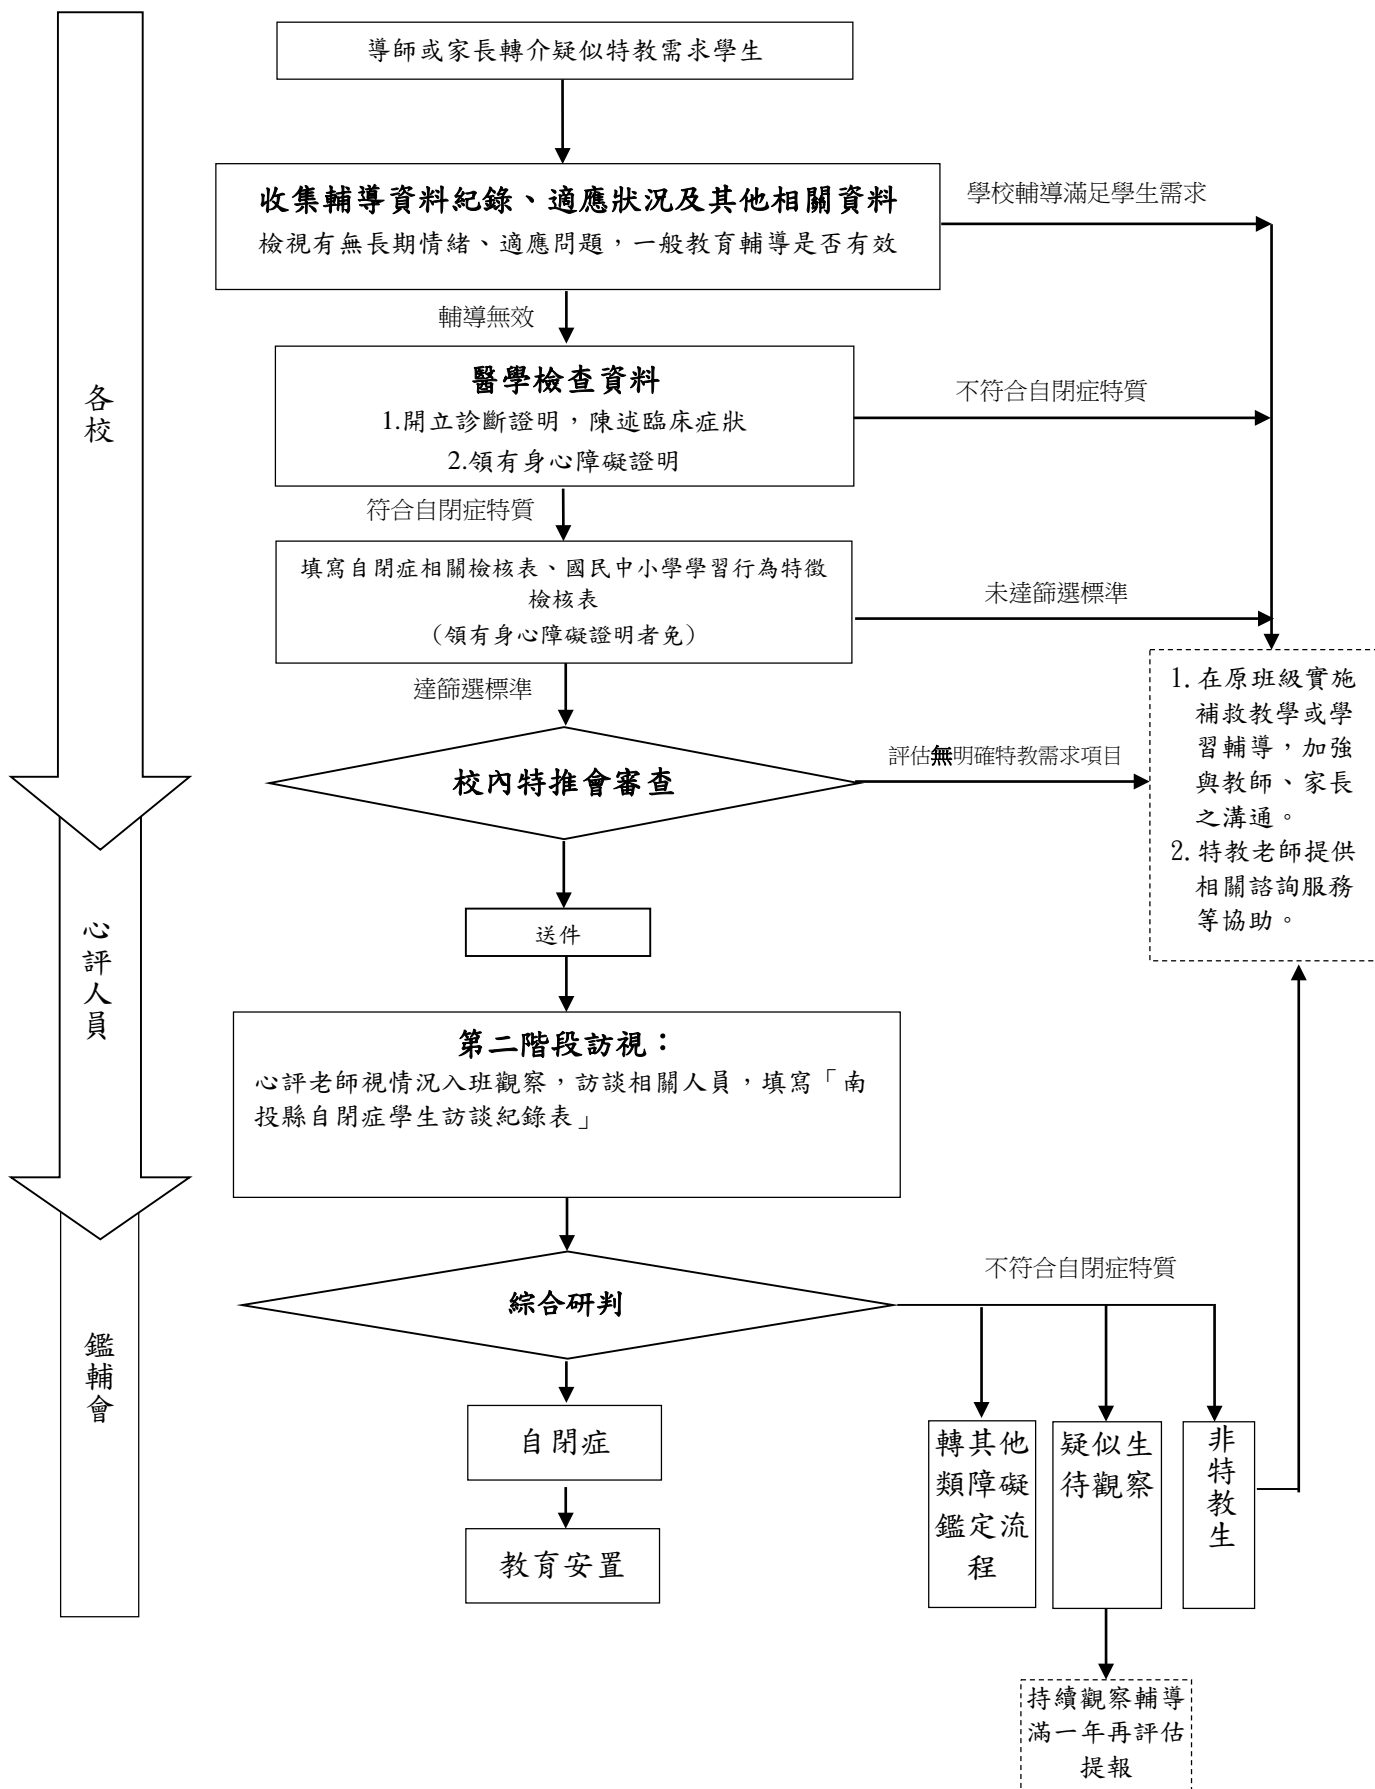 導師或家長轉介疑似特教需求學生
收集輔導資料紀錄、適應狀況及其他相關資料
檢視有無長期情緒、適應問題，一般教育輔導是否有效
學校輔導滿足學生需求
輔導無效
醫學檢查資料
1.開立診斷證明，陳述臨床症狀
2.領有身心障礙證明
不符合自閉症特質
各校
符合自閉症特質
填寫自閉症相關檢核表、國民中小學學習行為特徵
檢核表
（領有身心障礙證明者免）
未達篩選標準
達篩選標準
校內特推會審查
評估無明確特教需求項目
1. 在原班級實施
補救教學或學
習輔導，加強
與教師、家長
之溝通。
2. 特教老師提供
相關諮詢服務
等協助。
送件
心評人員
第二階段訪視：
心評老師視情況入班觀察，訪談相關人員，填寫「南
投縣自閉症學生訪談紀錄表」
綜合研判
不符合自閉症特質
鑑輔會
自閉症
教育安置
轉其他
類障礙
鑑定流
程
疑似生
待觀察
非特教生
持續觀察輔導
滿一年再評估
提報